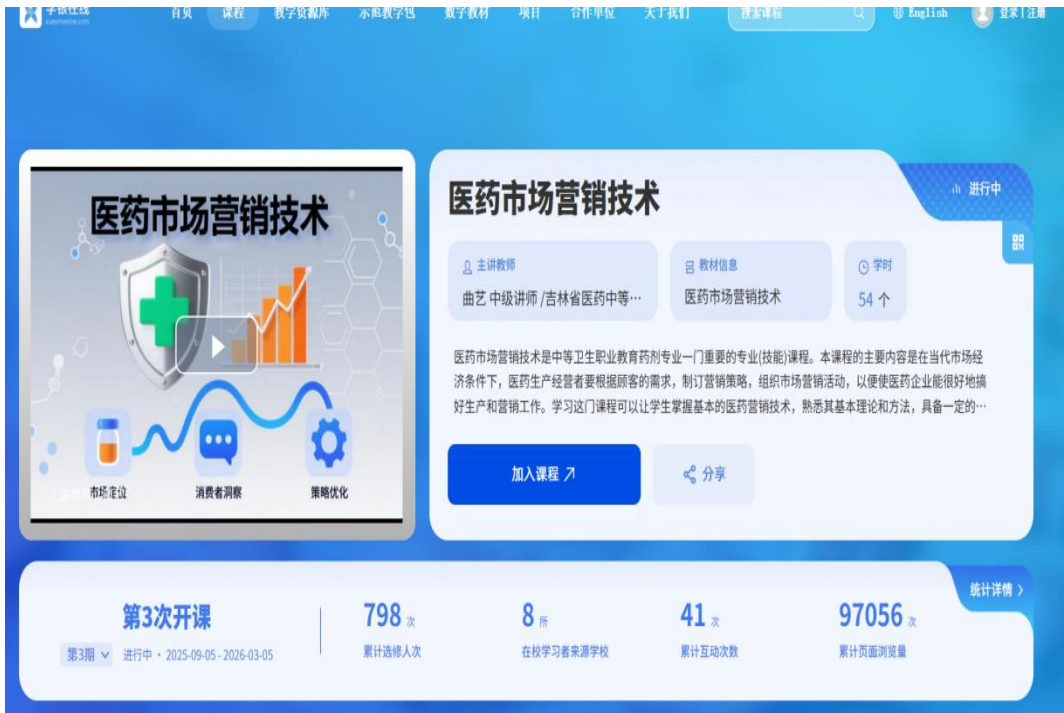 学银在线
xueyinonline.com
首页 课程 教学资源库 示范教学包 数字教材 项目 合作单位 关于我们 搜索课程 English 登录 | 注册
医药市场营销技术
市场定位 消费者洞察 策略优化
医药市场营销技术
进行中
主讲教师
曲艺 中级讲师 /吉林省医药中等…
教材信息
医药市场营销技术
学时
54 个
医药市场营销技术是中等卫生职业教育药剂专业一门重要的专业(技能)课程。本课程的主要内容是在当代市场经
济条件下，医药生产经营者要根据顾客的需求，制订营销策略，组织市场营销活动，以便使医药企业能很好地搞
好生产和营销工作。学习这门课程可以让学生掌握基本的医药营销技术，熟悉其基本理论和方法，具备一定的…
加入课程
分享
统计详情
第3次开课
第3期 进行中 • 2025-09-05 - 2026-03-05
798 次
累计选修人次
8 所
在校学习者来源学校
41 次
累计互动次数
97056 次
累计页面浏览量